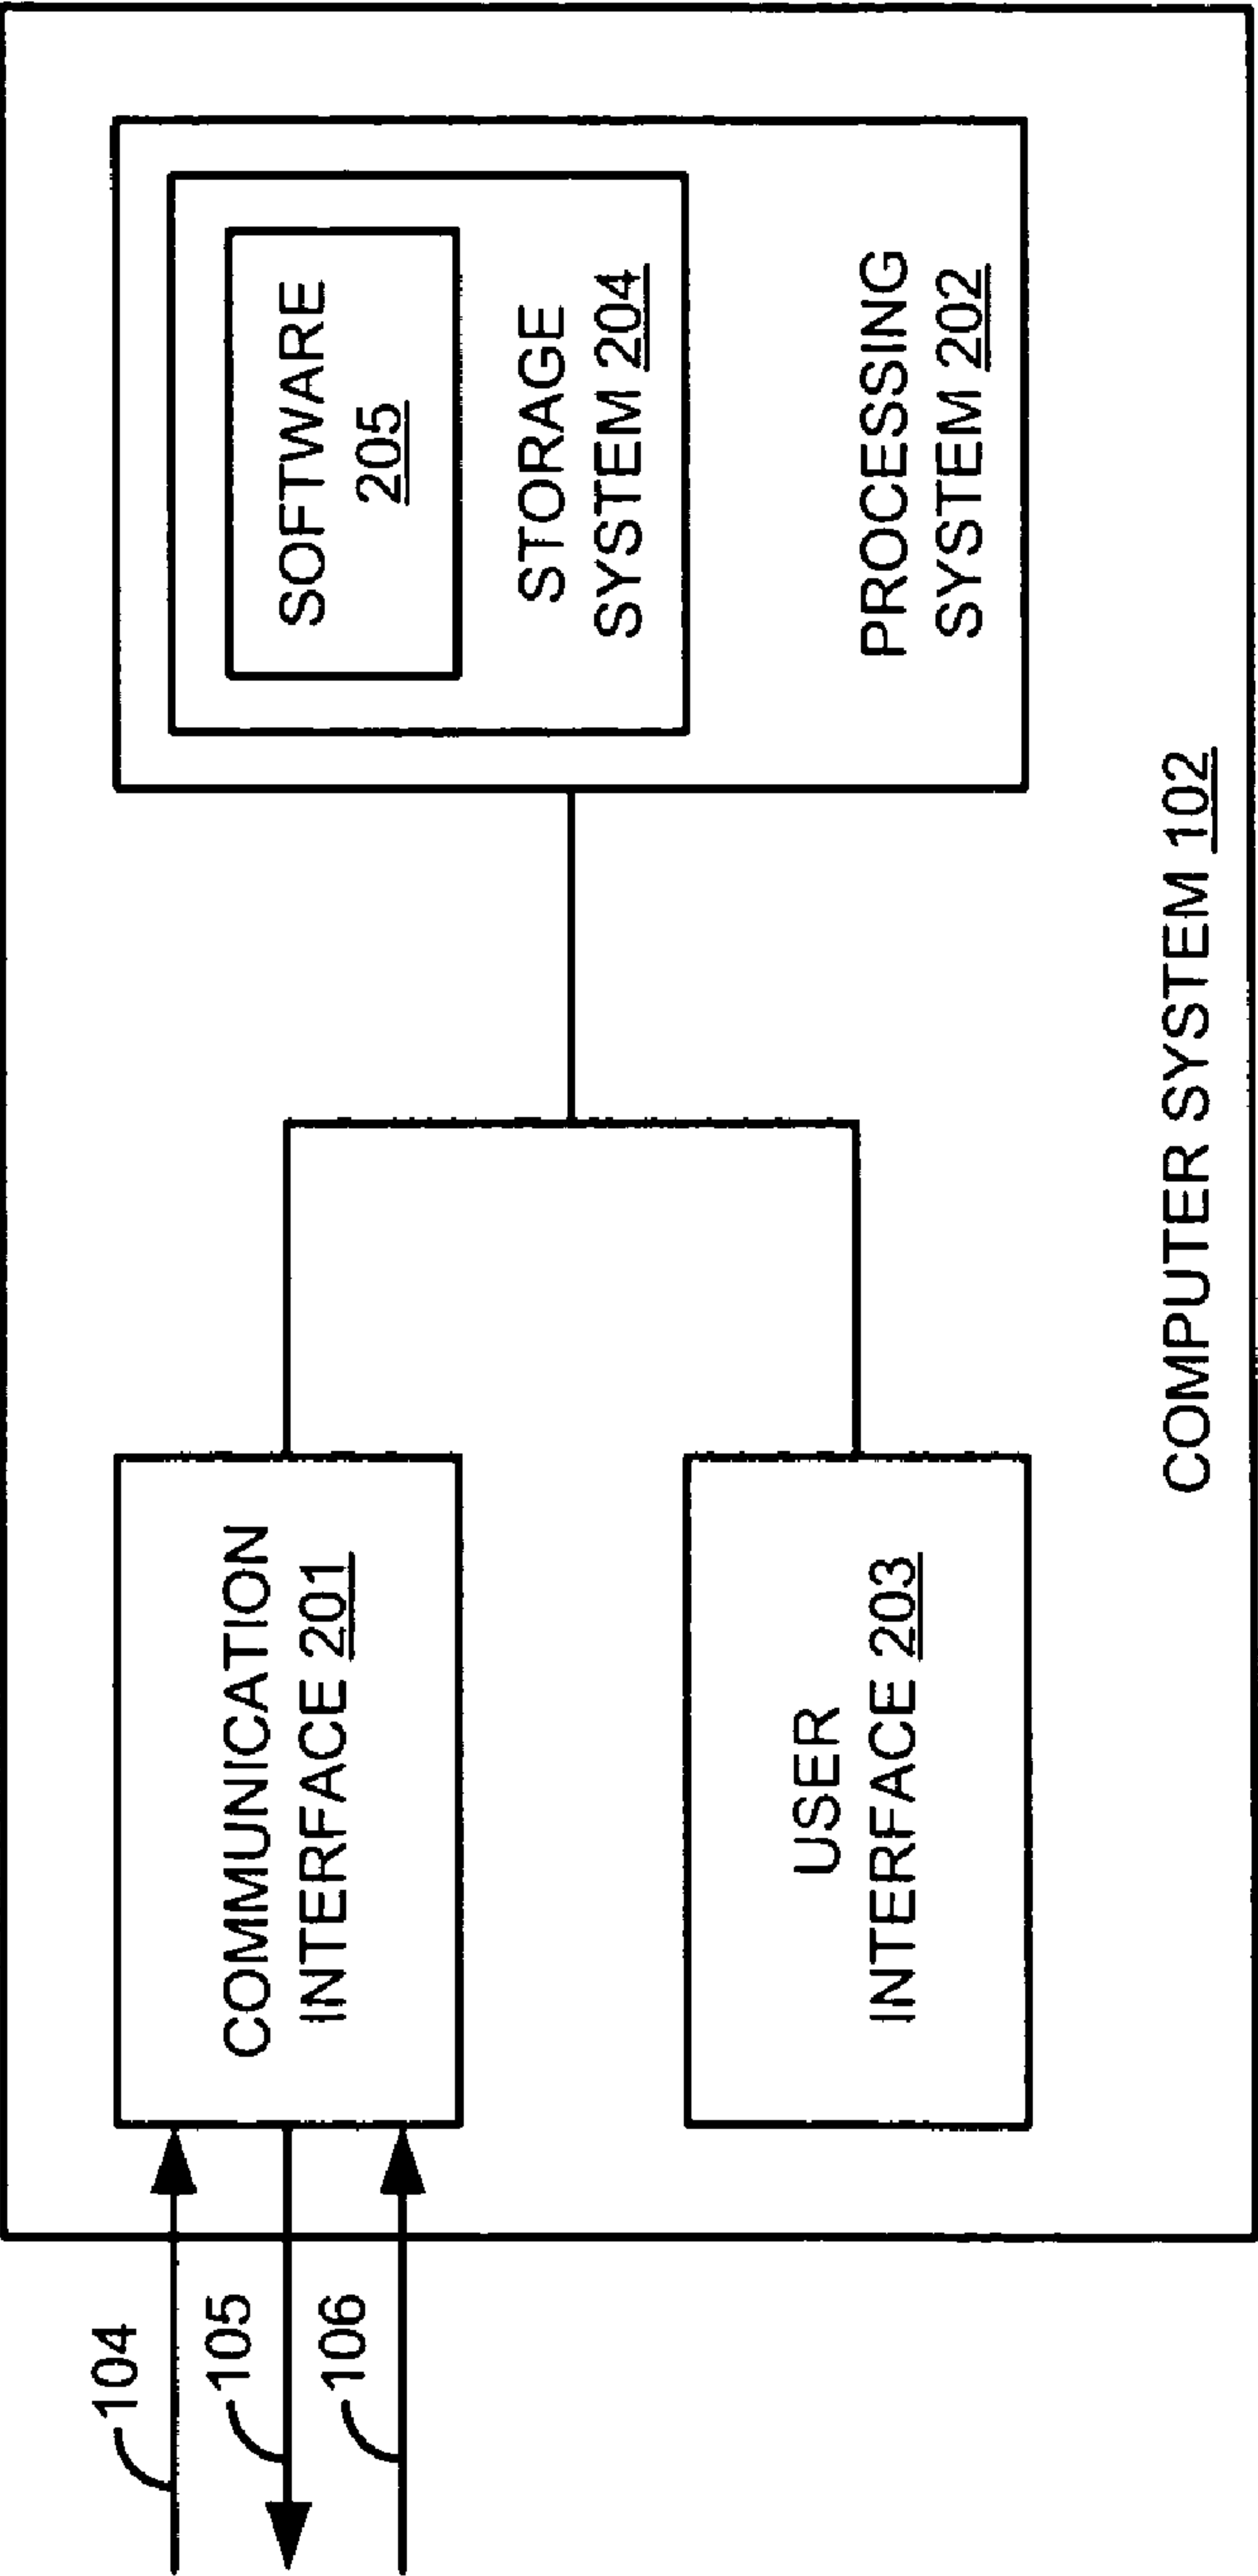 104
105
106
COMMUNICATION
INTERFACE 201
USER
INTERFACE 203
SOFTWARE
205
STORAGE
SYSTEM 204
PROCESSING
SYSTEM 202
COMPUTER SYSTEM 102